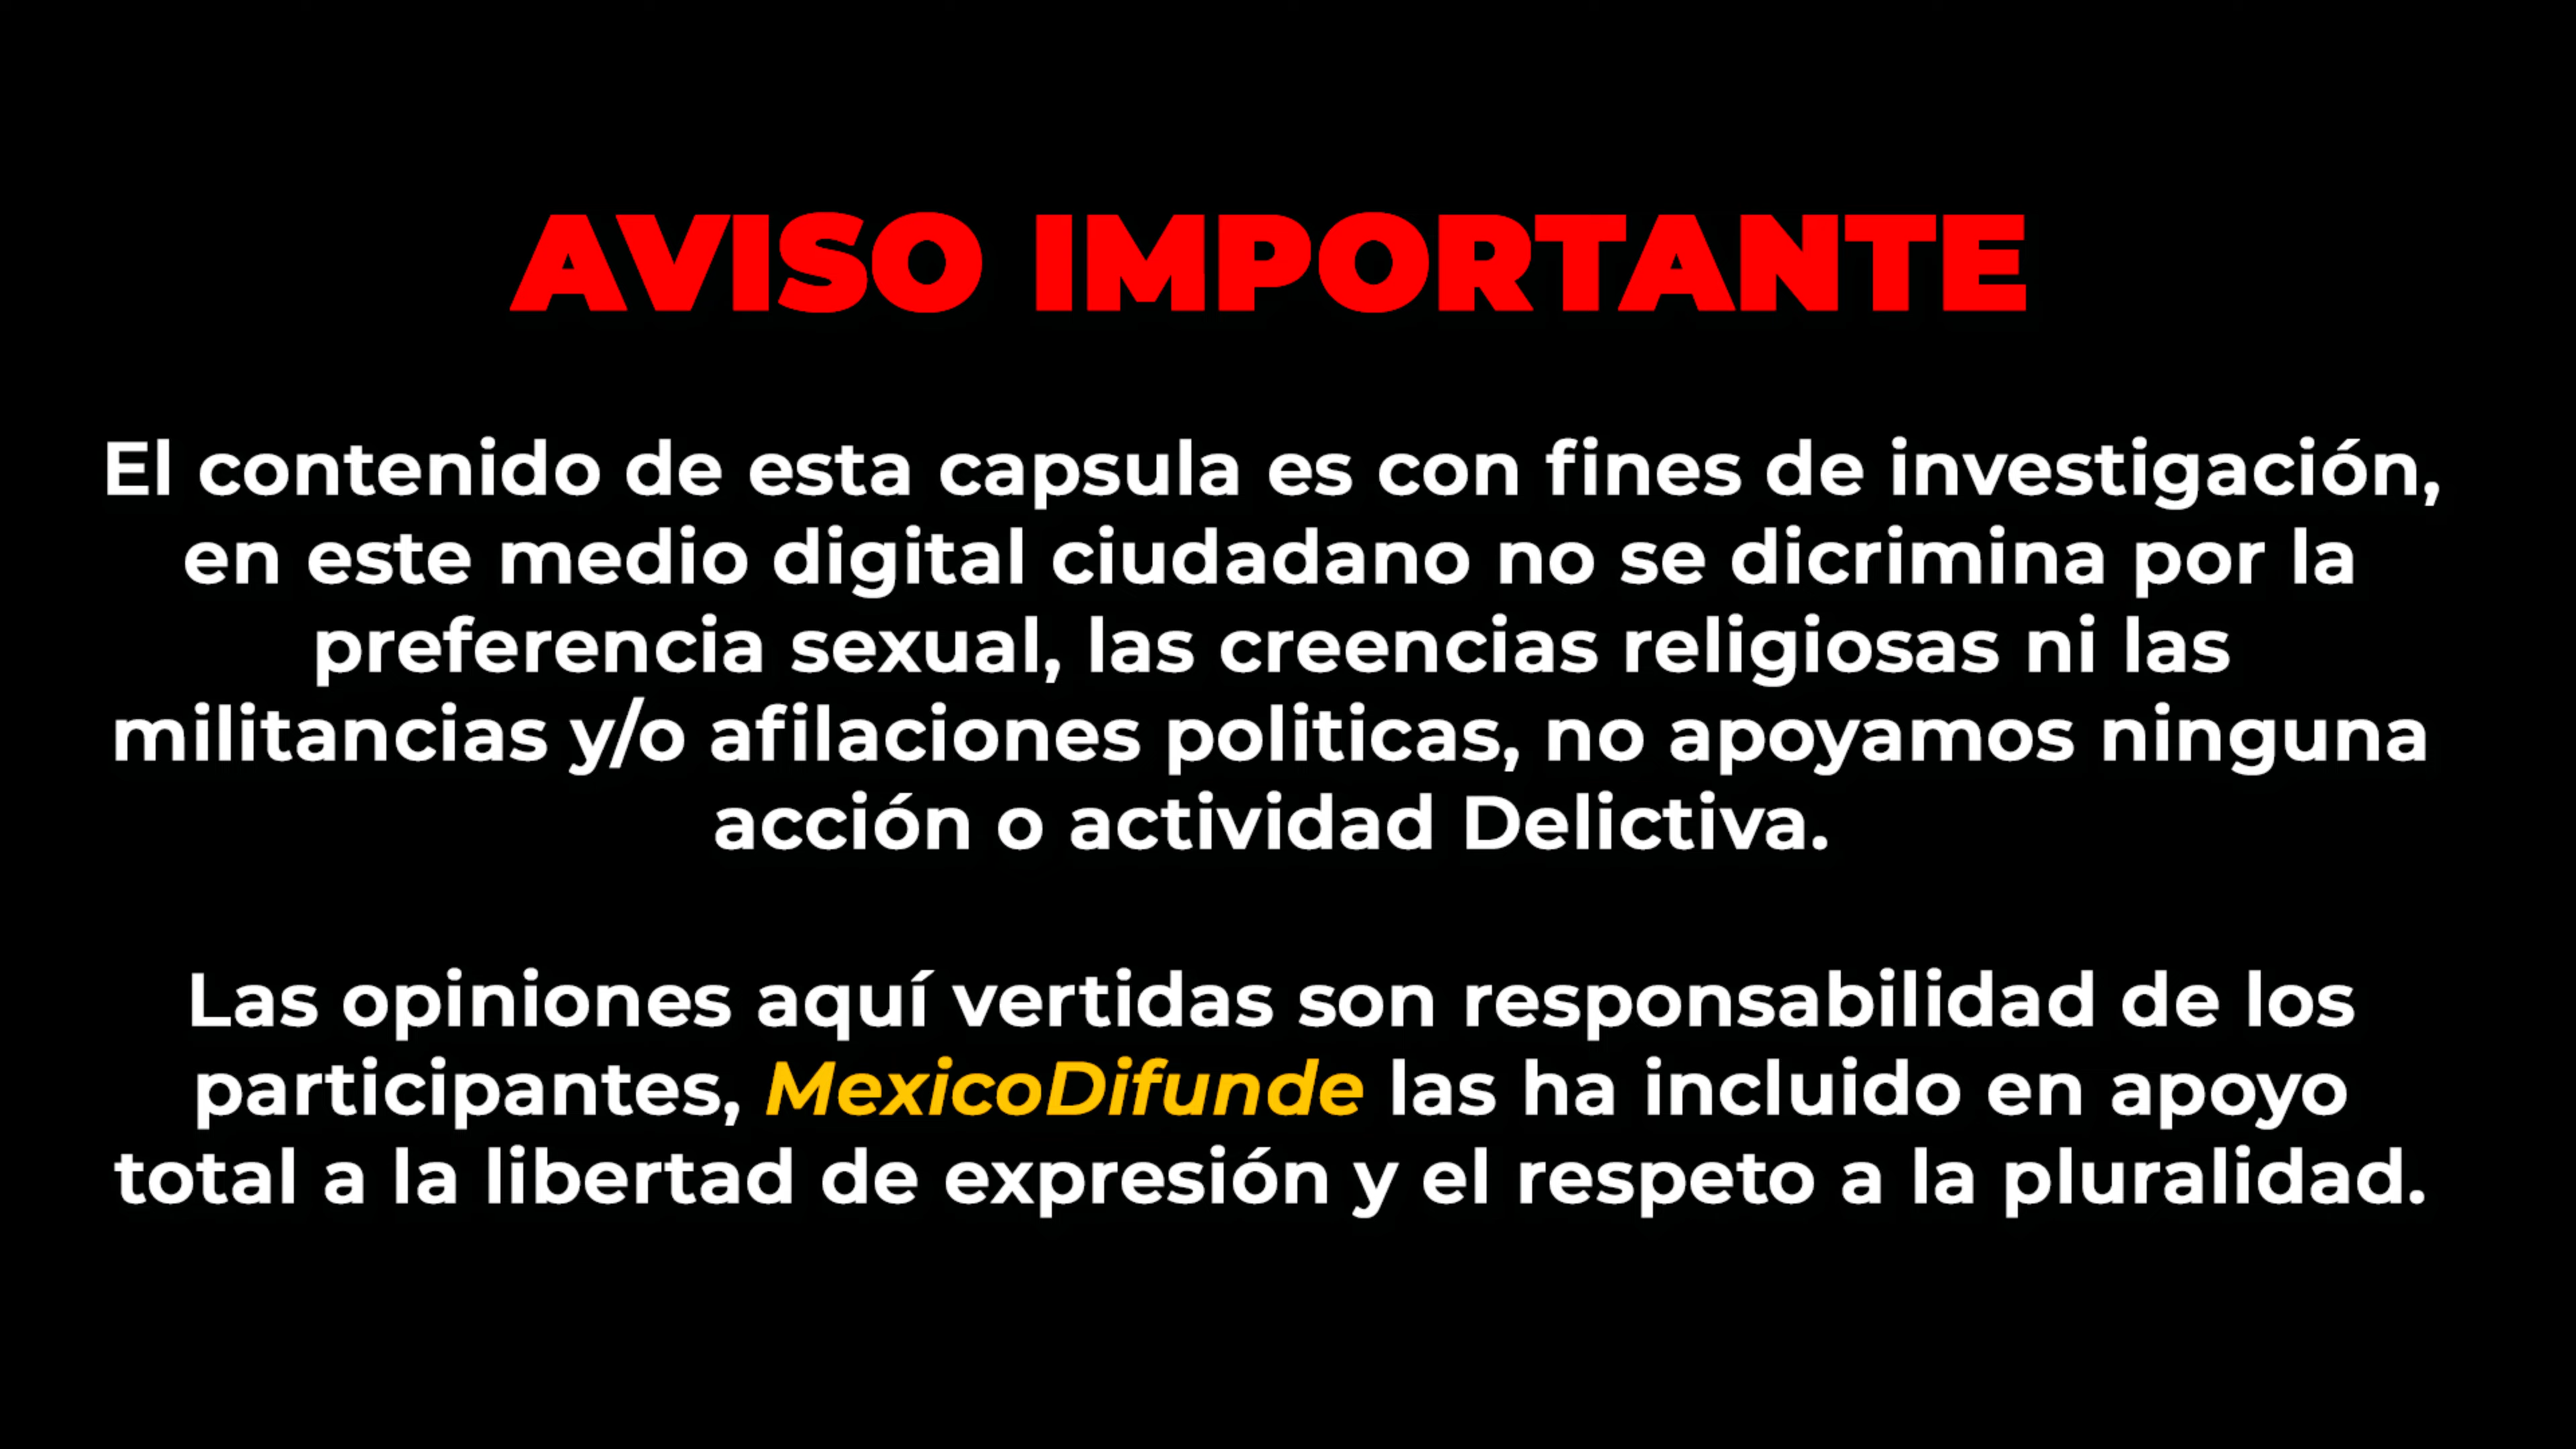 AVISO IMPORTANTE
El contenido de esta capsula es con fines de investigación,
en este medio digital ciudadano no se dicrimina por la
preferencia sexual, las creencias religiosas ni las
militancias y/o afilaciones politicas, no apoyamos ninguna
acción o actividad Delictiva.
Las opiniones aquí vertidas son responsabilidad de los
participantes, MexicoDifunde las ha incluido en apoyo
total a la libertad de expresión y el respeto a la pluralidad.